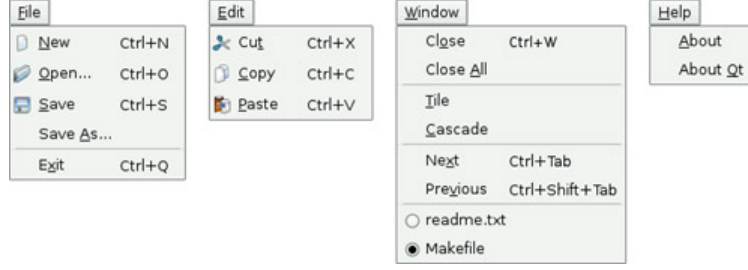 File
New Ctrl+N
Open... Ctrl+O
Save Ctrl+S
Save As...
Exit Ctrl+Q
Edit
Cut Ctrl+X
Copy Ctrl+C
Paste Ctrl+V
Window
Close Ctrl+W
Close All
Tile
Cascade
Next Ctrl+Tab
Previous Ctrl+Shift+Tab
readme.txt
Makefile
Help
About
About Qt